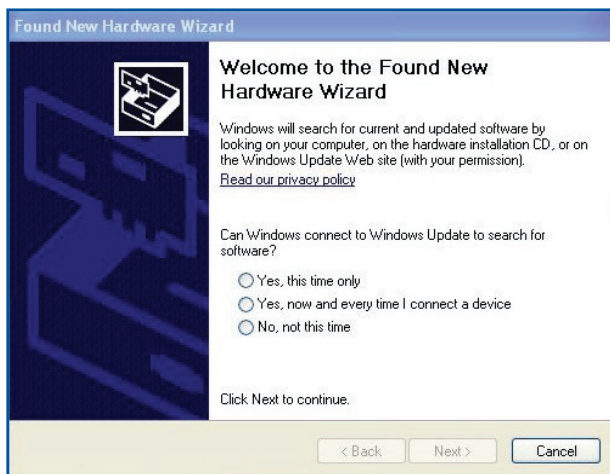 Found New Hardware Wizard
Welcome to the Found New
Hardware Wizard
Windows will search for current and updated software by
looking on your computer, on the hardware installation CD, or on
the Windows Update Web site (with your permission).
Read our privacy policy
Can Windows connect to Windows Update to search for
software?
Yes, this time only
Yes, now and every time I connect a device
No, not this time
Click Next to continue.
< Back Next > Cancel